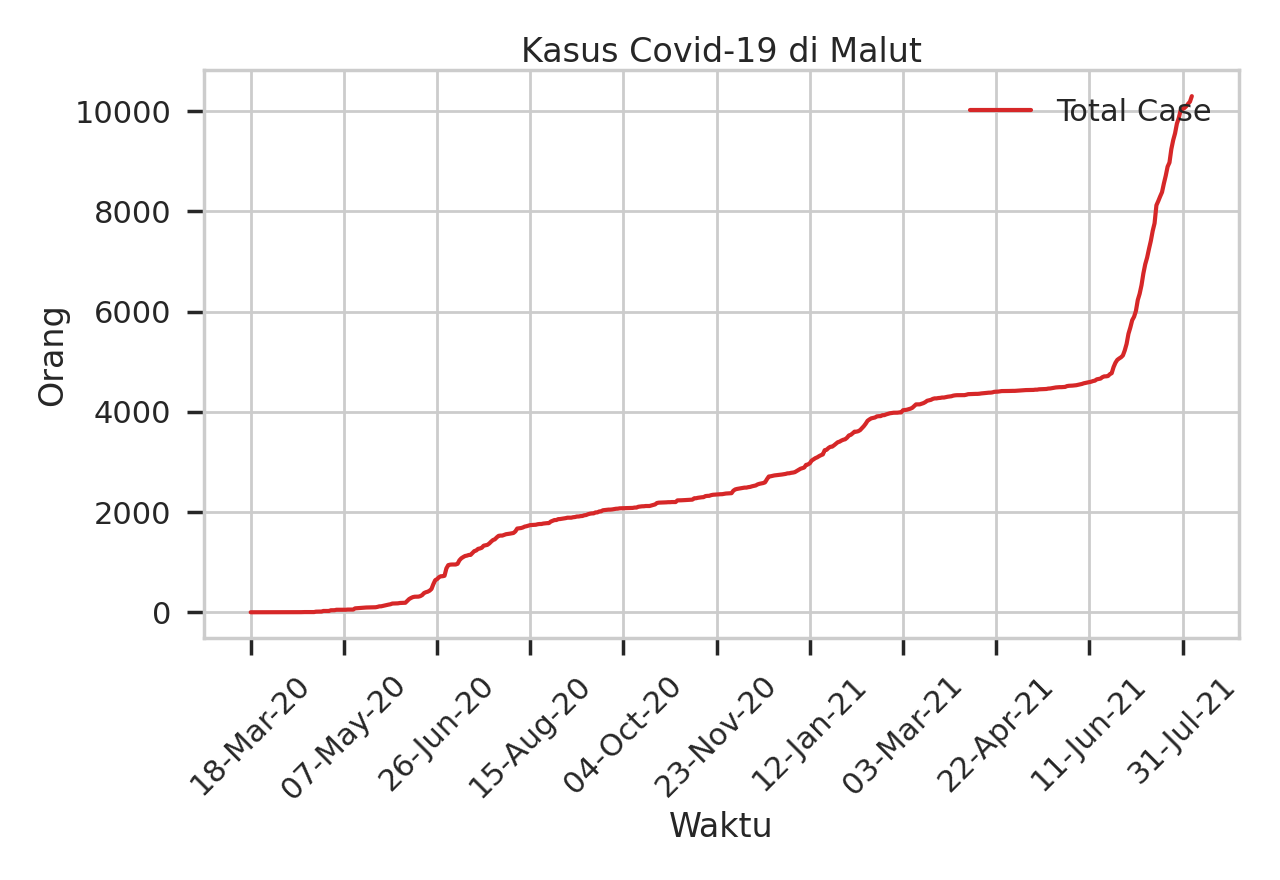 Kasus Covid-19 di Malut
Total Case
10000
8000
6000
4000
2000
0
Orang
18-Mar-20
07-May-20
26-Jun-20
15-Aug-20
04-Oct-20
23-Nov-20
12-Jan-21
03-Mar-21
22-Apr-21
11-Jun-21
31-Jul-21
Waktu